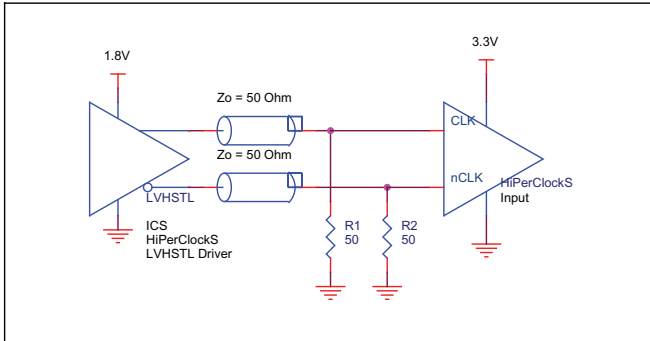 1.8V
3.3V
Zo = 50 Ohm
CLK
Zo = 50 Ohm
nCLK
HiPerClockS
Input
LVHSTL
ICS
HiPerClockS
LVHSTL Driver
R1
50
R2
50